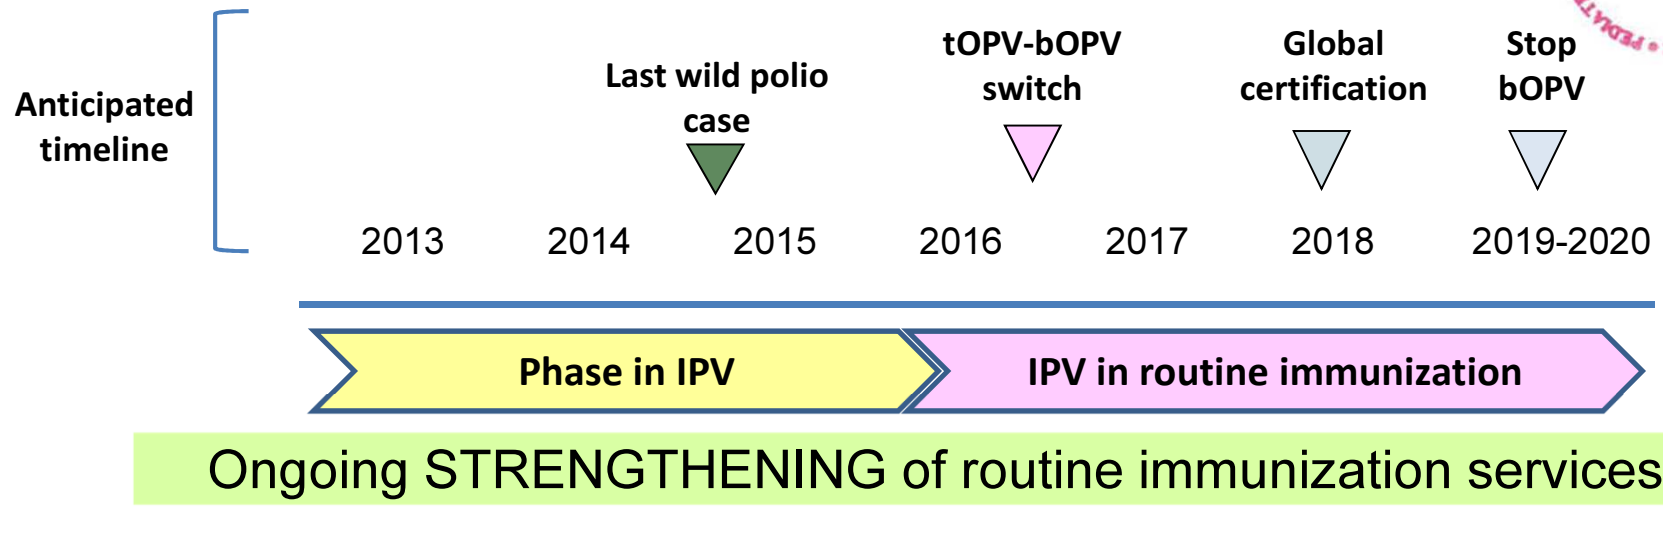 Anticipated
timeline
Last wild polio
case
tOPV-bOPV
switch
Global
certification
Stop
bOPV
2013 2014 2015 2016 2017 2018 2019-2020
Phase in IPV
IPV in routine immunization
Ongoing STRENGTHENING of routine immunization services